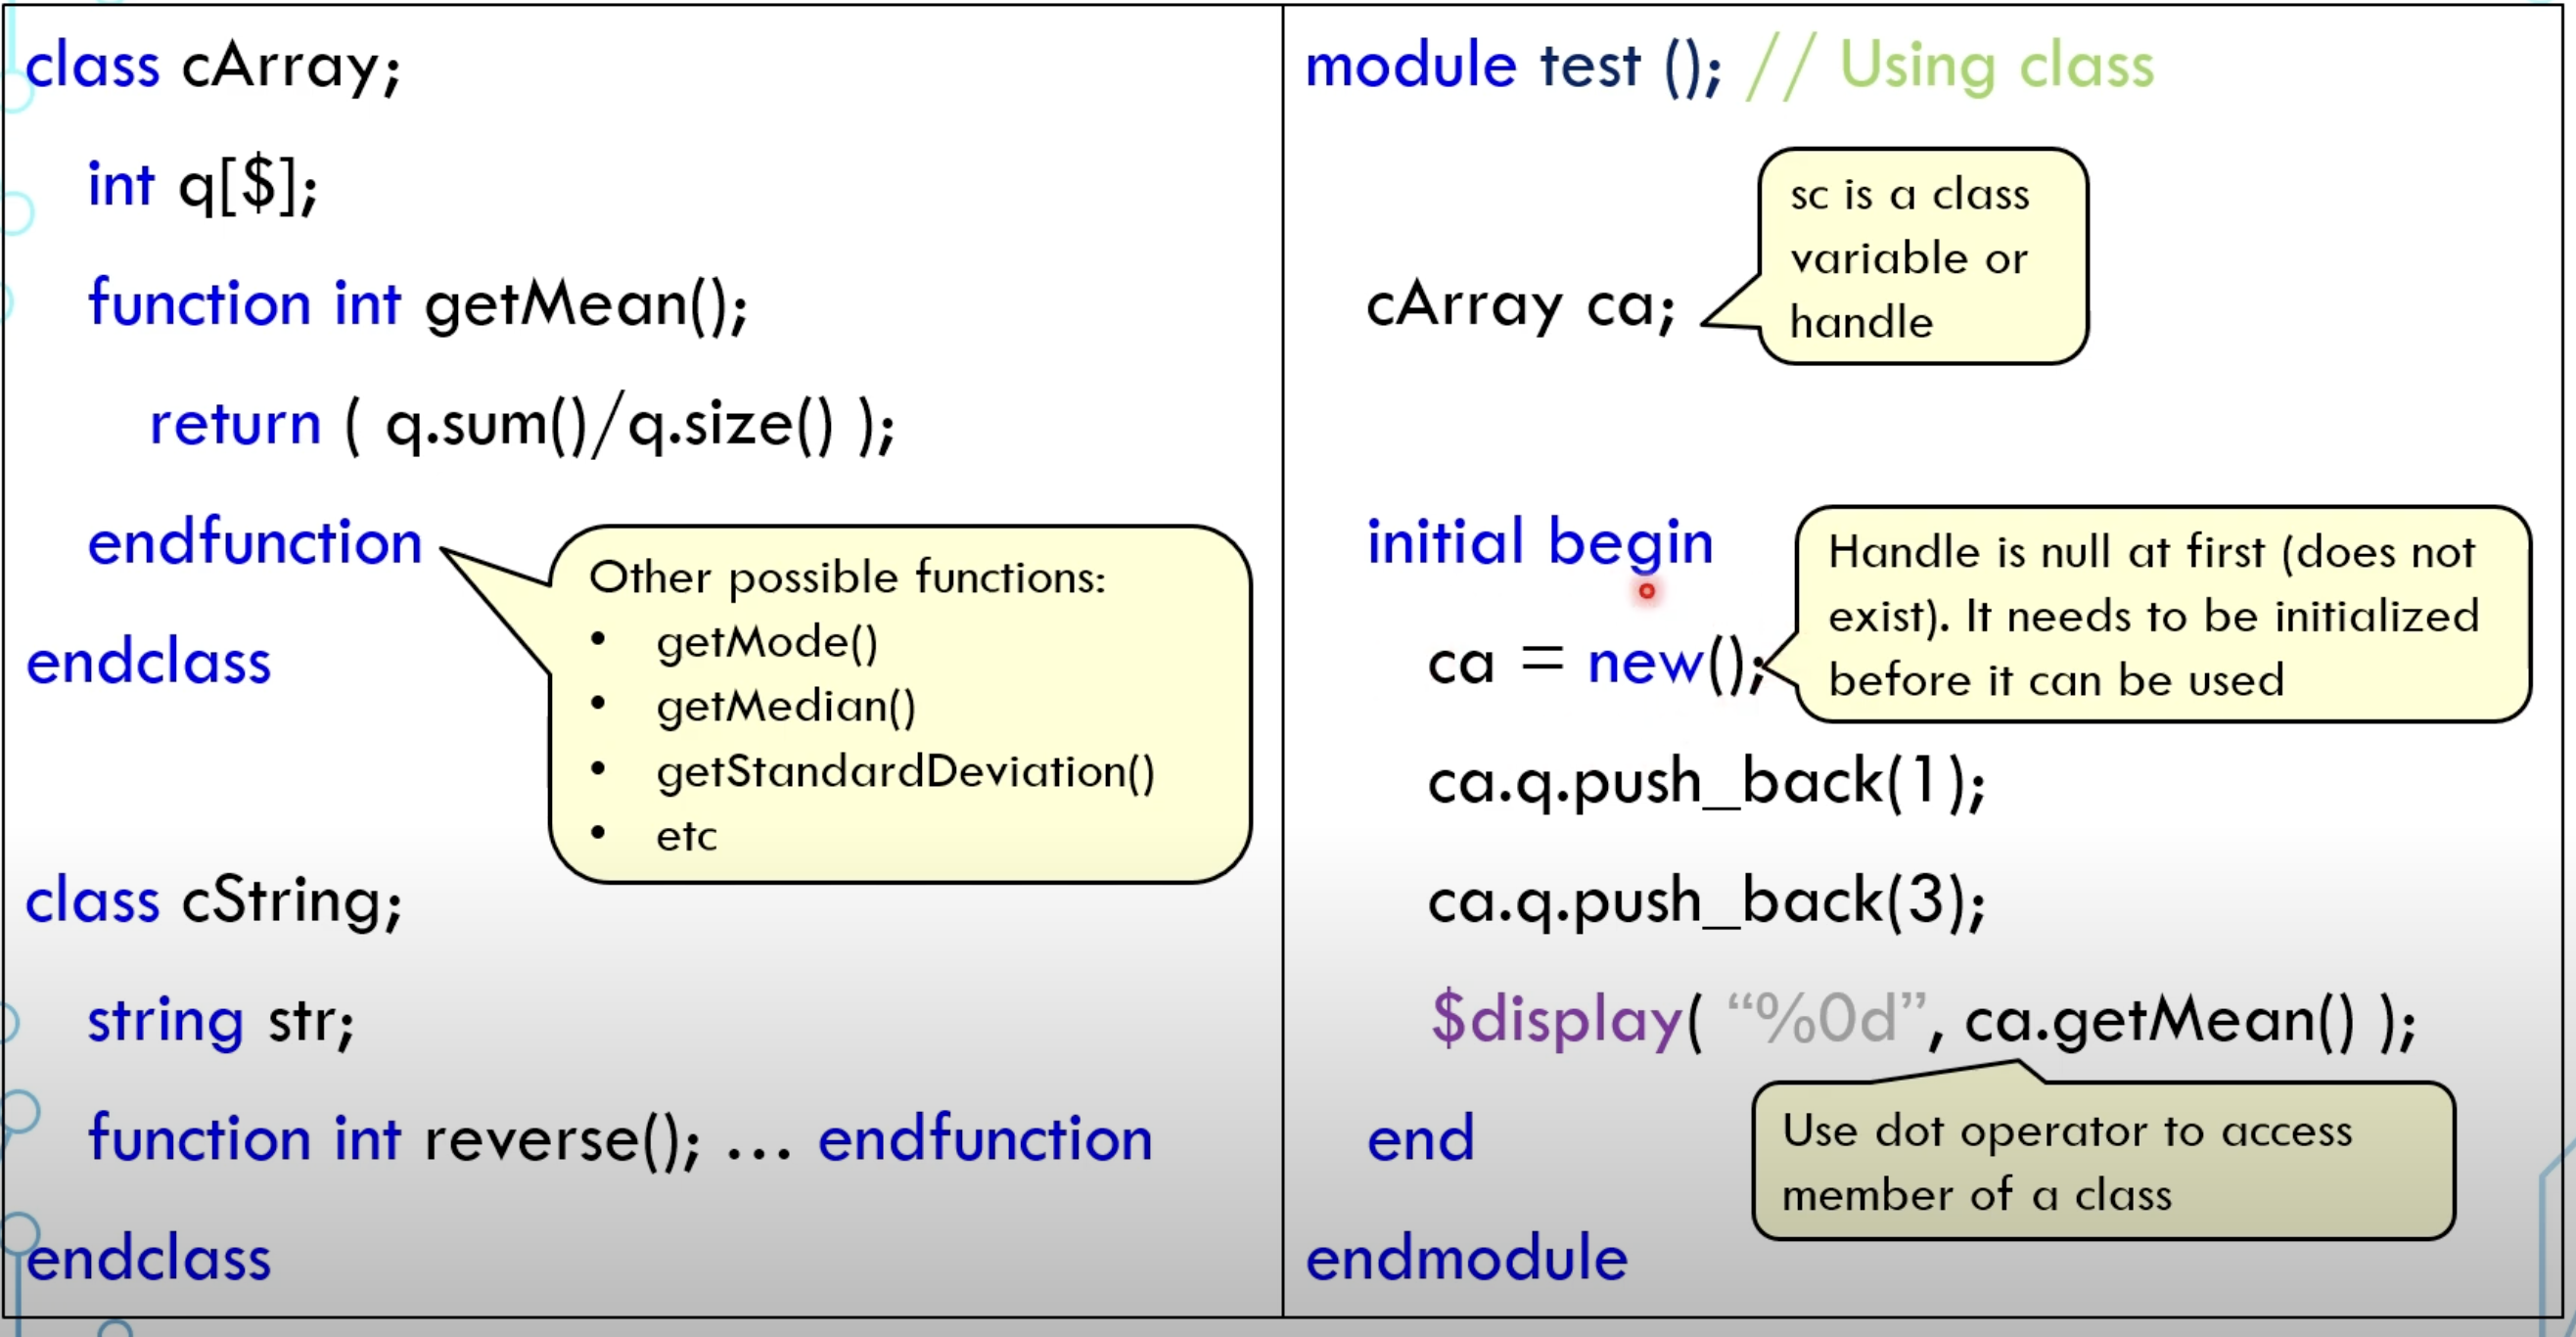 class cArray;
int q[$];
function int getMean();
return ( q.sum()/q.size() );
endfunction
Other possible functions:
• getMode()
• getMedian()
• getStandardDeviation()
• etc
endclass
class cString;
string str;
function int reverse(); ... endfunction
endclass
module test (); // Using class
sc is a class
variable or
handle
cArray ca;
initial begin
Handle is null at first (does not
exist). It needs to be initialized
before it can be used
ca = new();
ca.q.push_back(1);
ca.q.push_back(3);
$display( “%0d”, ca.getMean() );
Use dot operator to access
member of a class
end
endmodule